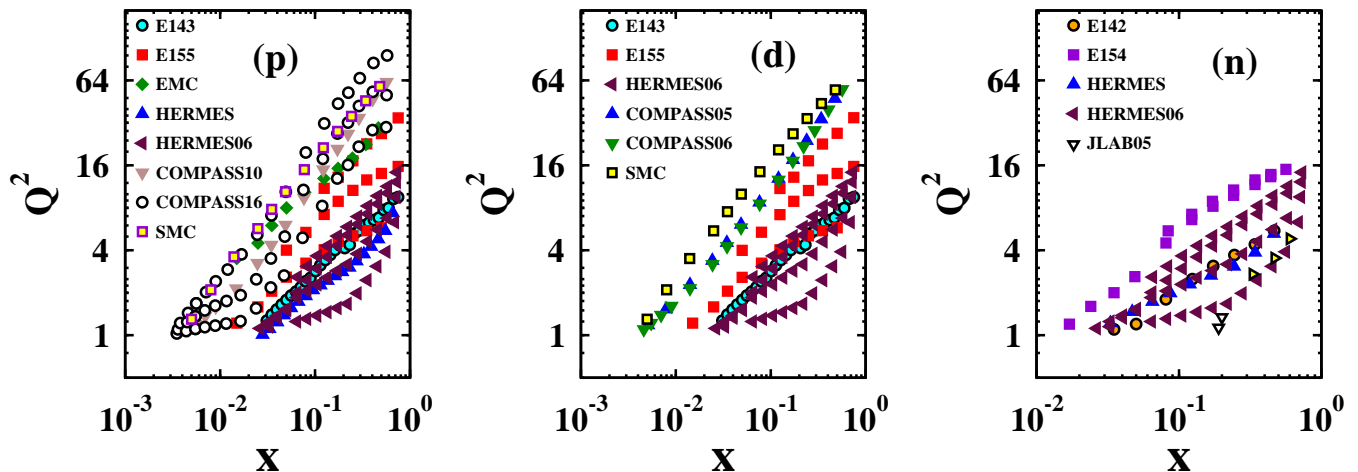 (p)
E143
E155
EMC
HERMES
HERMES06
COMPASS10
COMPASS16
SMC
Q²
64
16
4
1
10⁻³ 10⁻² 10⁻¹ 10⁰
x
(d)
E143
E155
HERMES06
COMPASS05
COMPASS06
SMC
Q²
64
16
4
1
10⁻³ 10⁻² 10⁻¹ 10⁰
x
(n)
E142
E154
HERMES
HERMES06
JLAB05
Q²
64
16
4
1
10⁻² 10⁻¹ 10⁰
x